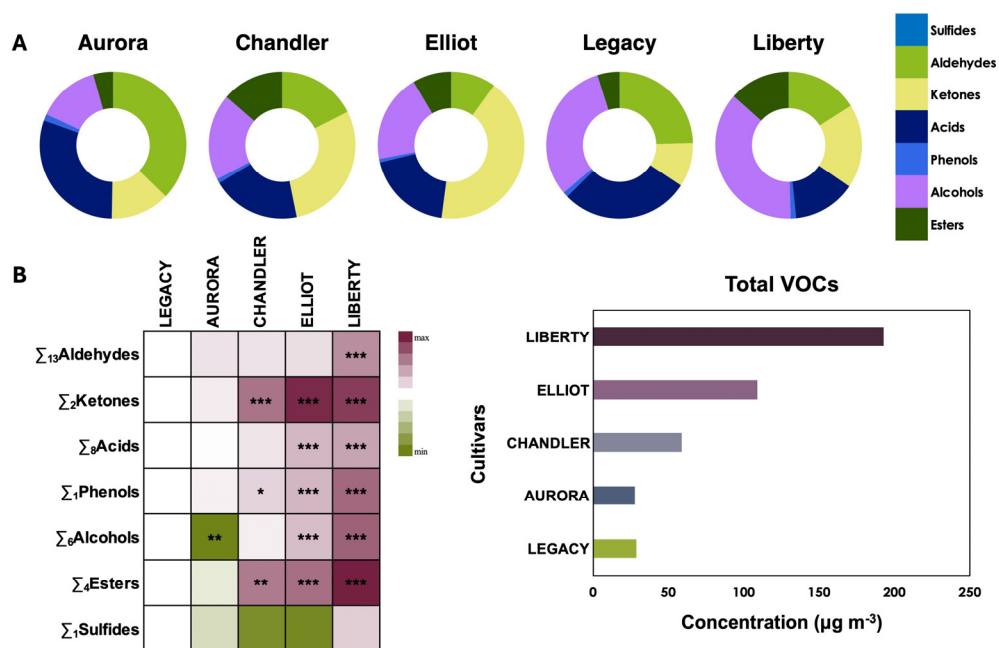 A
Aurora
Chandler
Elliot
Legacy
Liberty
Sulfides
Aldehydes
Ketones
Acids
Phenols
Alcohols
Esters
B
LEGACY
AURORA
CHANDLER
ELLIOT
LIBERTY
∑₁₃Aldehydes
***
∑₂Ketones
*** *** ***
∑₈Acids
*** ***
∑₁Phenols
* *** ***
∑₆Alcohols
** *** ***
∑₄Esters
** *** ***
∑₁Sulfides
max
min
Total VOCs
Cultivars
LIBERTY
ELLIOT
CHANDLER
AURORA
LEGACY
0 50 100 150 200 250
Concentration (µg m⁻³)